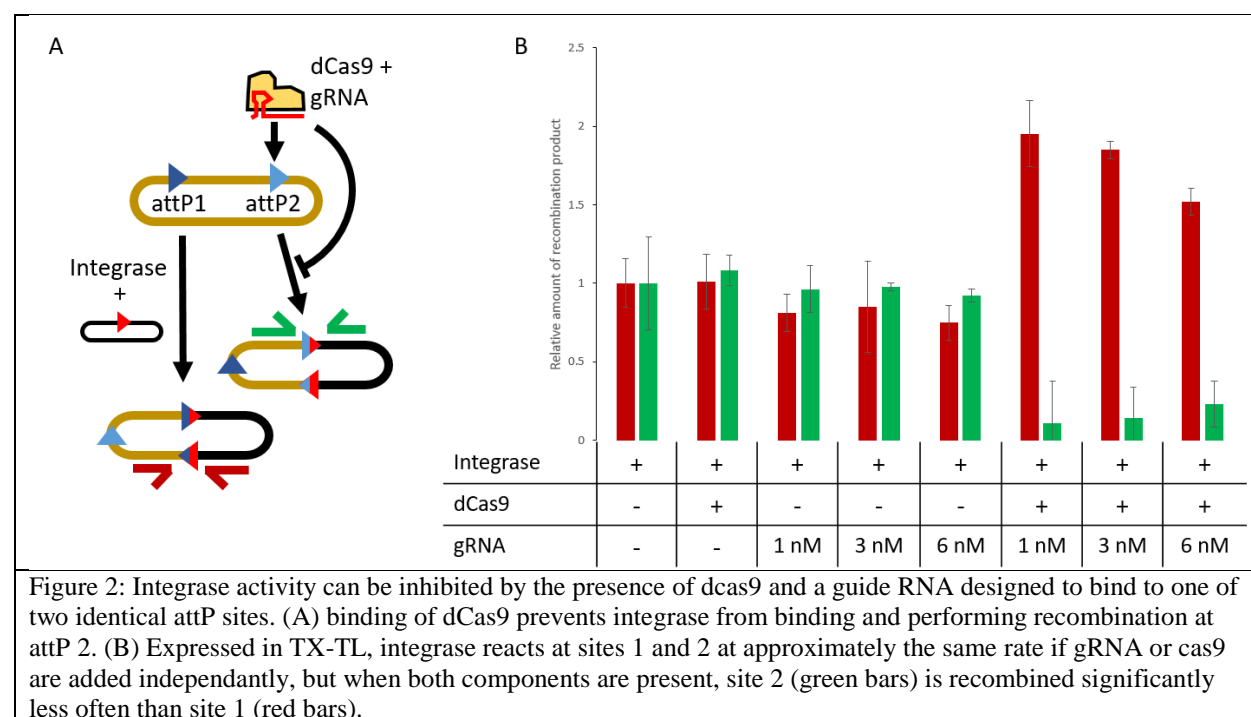 A
dCas9 +
gRNA
attP1 attP2
Integrase
+
B
Relative amount of recombination product
2.5
2
1.5
1
0.5
0
Integrase + + + + + + + +
dCas9 - + - - - + + +
gRNA - - 1 nM 3 nM 6 nM 1 nM 3 nM 6 nM
Figure 2: Integrase activity can be inhibited by the presence of dcas9 and a guide RNA designed to bind to one of
two identical attP sites. (A) binding of dCas9 prevents integrase from binding and performing recombination at
attP 2. (B) Expressed in TX-TL, integrase reacts at sites 1 and 2 at approximately the same rate if gRNA or cas9
are added independantly, but when both components are present, site 2 (green bars) is recombined significantly
less often than site 1 (red bars).